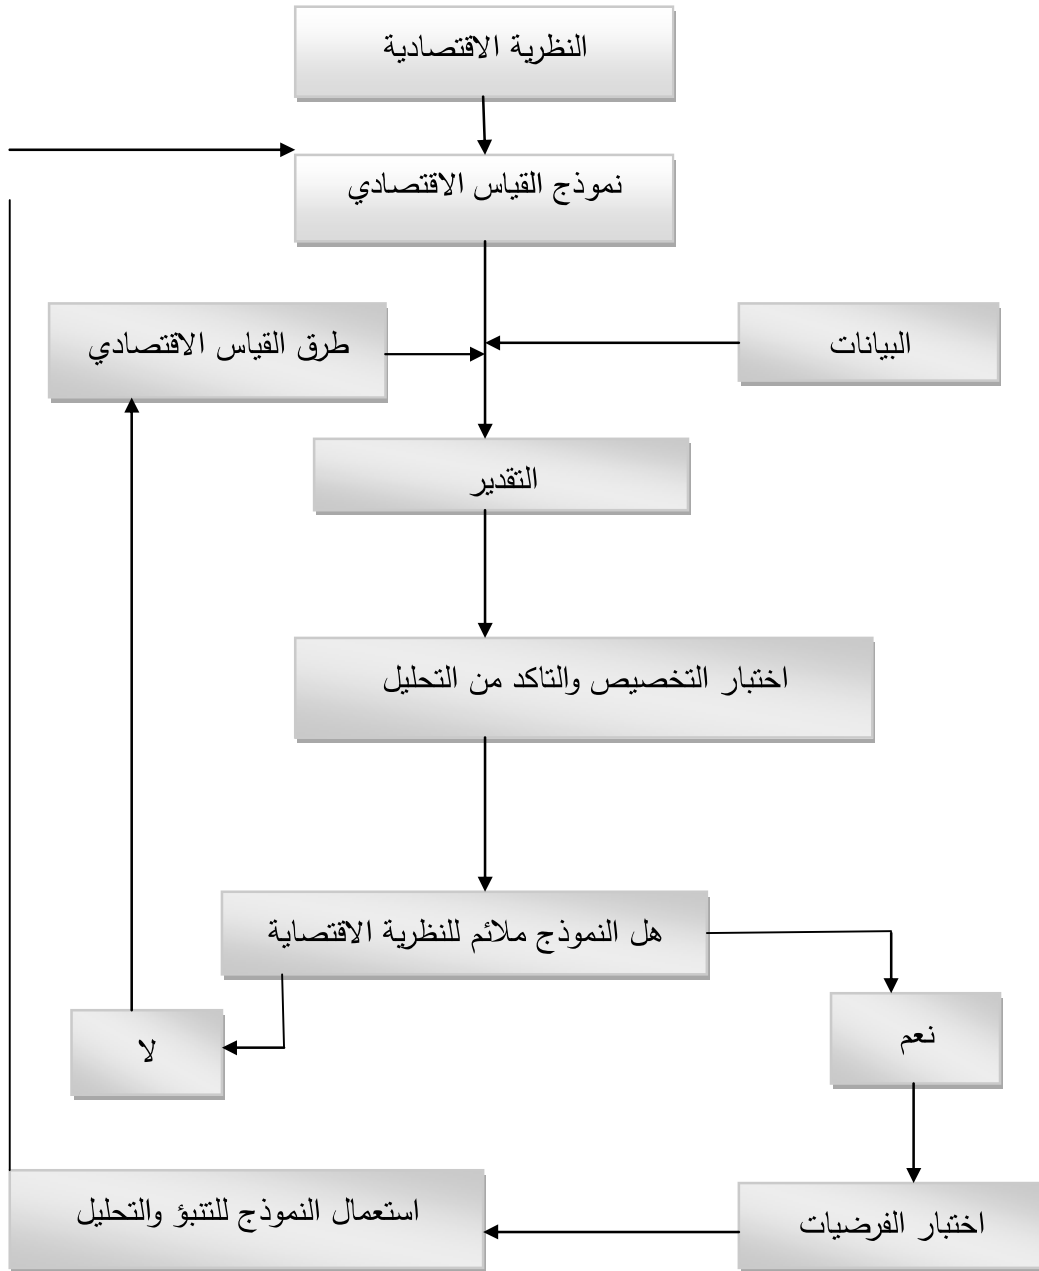 النظرية الاقتصادية
نموذج القياس الاقتصادي
البيانات
طرق القياس الاقتصادي
التقدير
اختبار التخصيص والتاكد من التحليل
هل النموذج ملائم للنظرية الاقتصاية
نعم
لا
اختبار الفرضيات
استعمال النموذج للتنبؤ والتحليل